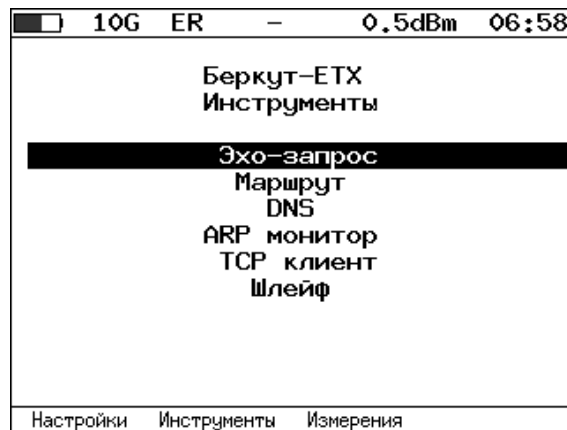 10G ER – 0.5dBm 06:58
Беркут-ETX
Инструменты
Эхо-запрос
Маршрут
DNS
ARP монитор
TCP клиент
Шлейф
Настройки Инструменты Измерения